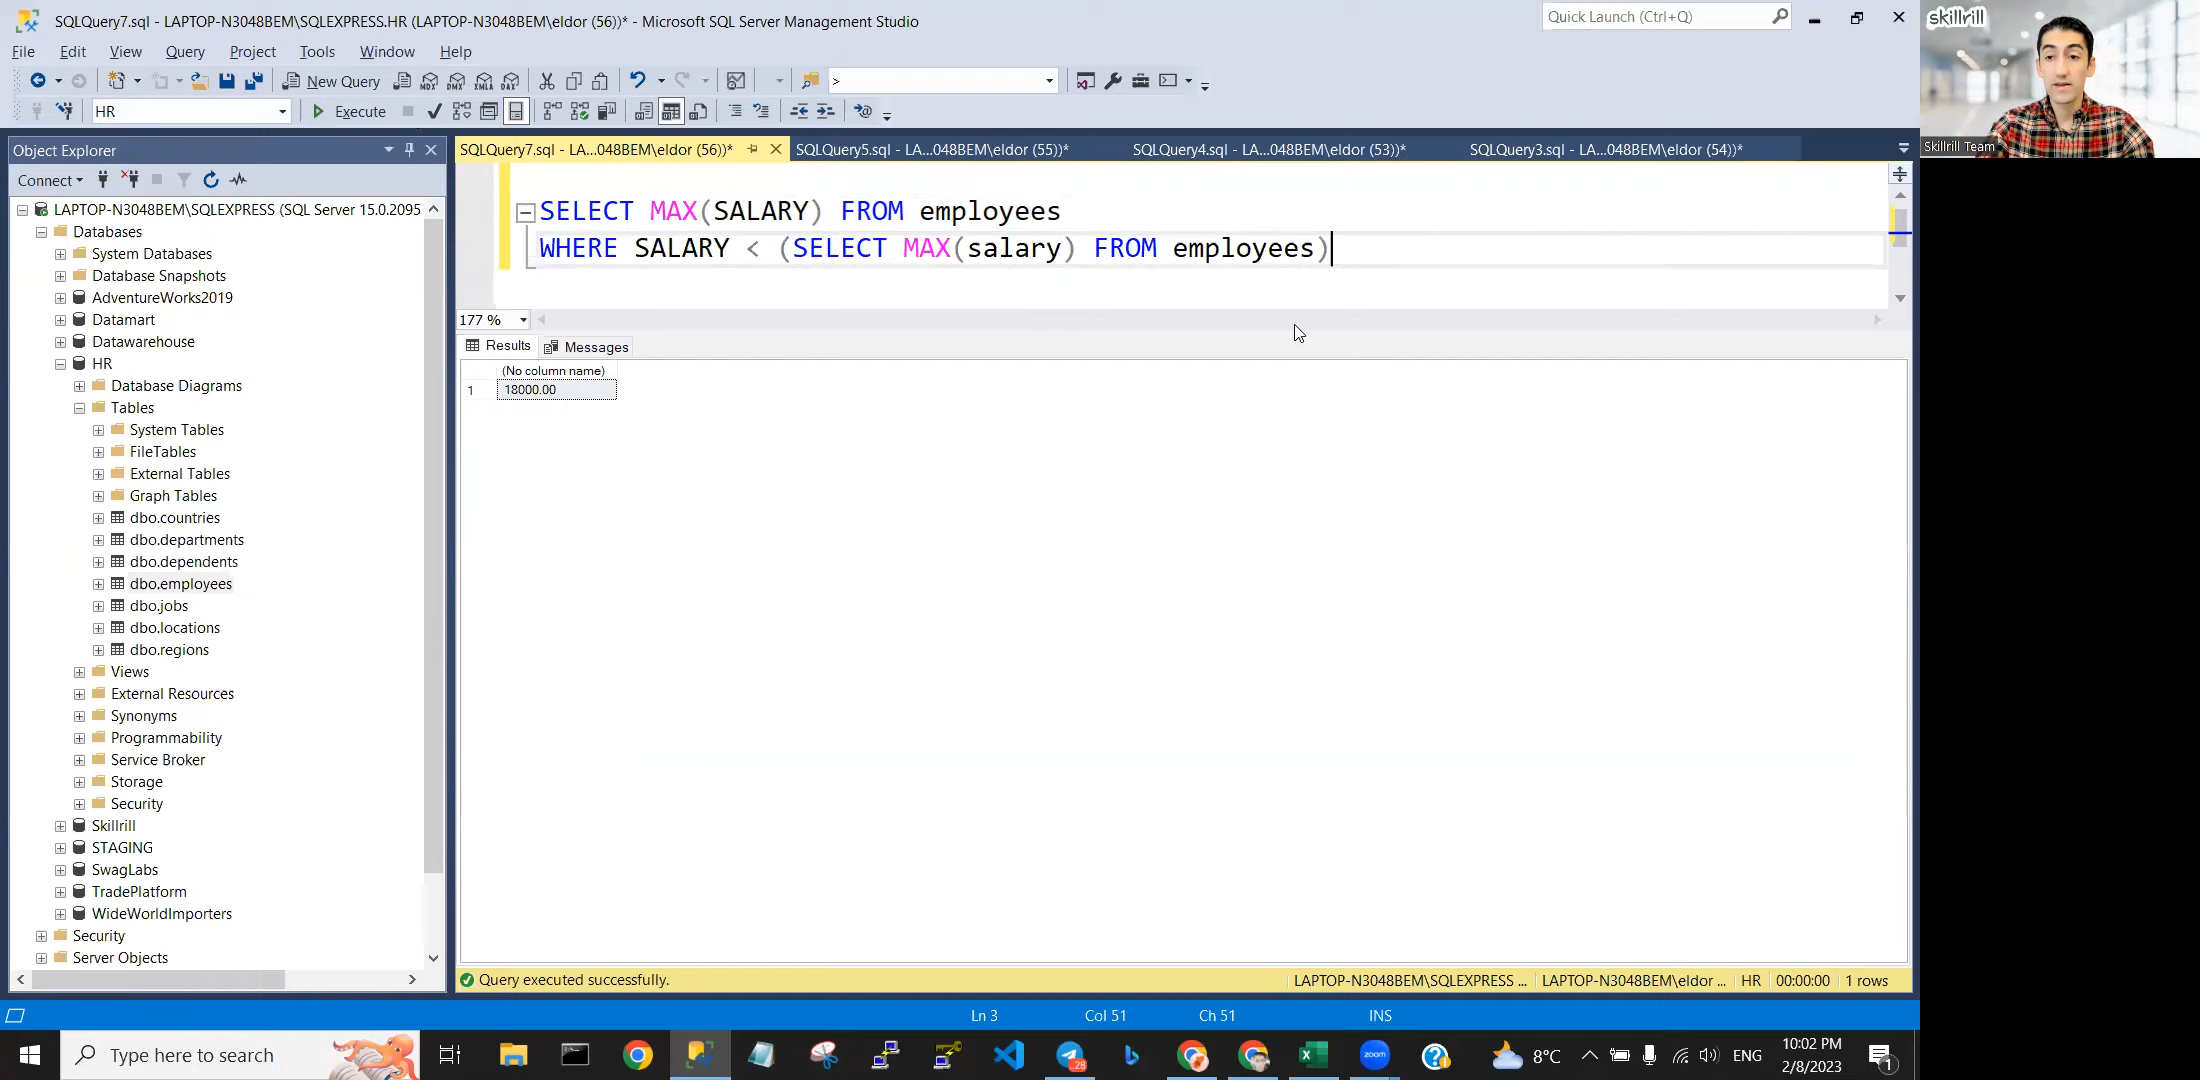 SQLQuery7.sql - LAPTOP-N3048BEM\SQLEXPRESS.HR (LAPTOP-N3048BEM\eldor (56))* - Microsoft SQL Server Management Studio
Quick Launch (Ctrl+Q)
File Edit View Query Project Tools Window Help
New Query
MDX DMX XMLA DAX
>
HR
Execute
Object Explorer
Connect
LAPTOP-N3048BEM\SQLEXPRESS (SQL Server 15.0.2095
Databases
System Databases
Database Snapshots
AdventureWorks2019
Datamart
Datawarehouse
HR
Database Diagrams
Tables
System Tables
FileTables
External Tables
Graph Tables
dbo.countries
dbo.departments
dbo.dependents
dbo.employees
dbo.jobs
dbo.locations
dbo.regions
Views
External Resources
Synonyms
Programmability
Service Broker
Storage
Security
Skillrill
STAGING
SwagLabs
TradePlatform
WideWorldImporters
Security
Server Objects
SQLQuery7.sql - LA...048BEM\eldor (56))*
SQLQuery5.sql - LA...048BEM\eldor (55))*
SQLQuery4.sql - LA...048BEM\eldor (53))*
SQLQuery3.sql - LA...048BEM\eldor (54))*
SELECT MAX(SALARY) FROM employees
WHERE SALARY < (SELECT MAX(salary) FROM employees)
177 %
Results Messages
(No column name)
1 18000.00
Query executed successfully.
LAPTOP-N3048BEM\SQLEXPRESS ... LAPTOP-N3048BEM\eldor ... HR 00:00:00 1 rows
Ln 3 Col 51 Ch 51 INS
Type here to search
zoom
28
8°C
ENG
10:02 PM
2/8/2023
1
skillrill
Skillrill Team